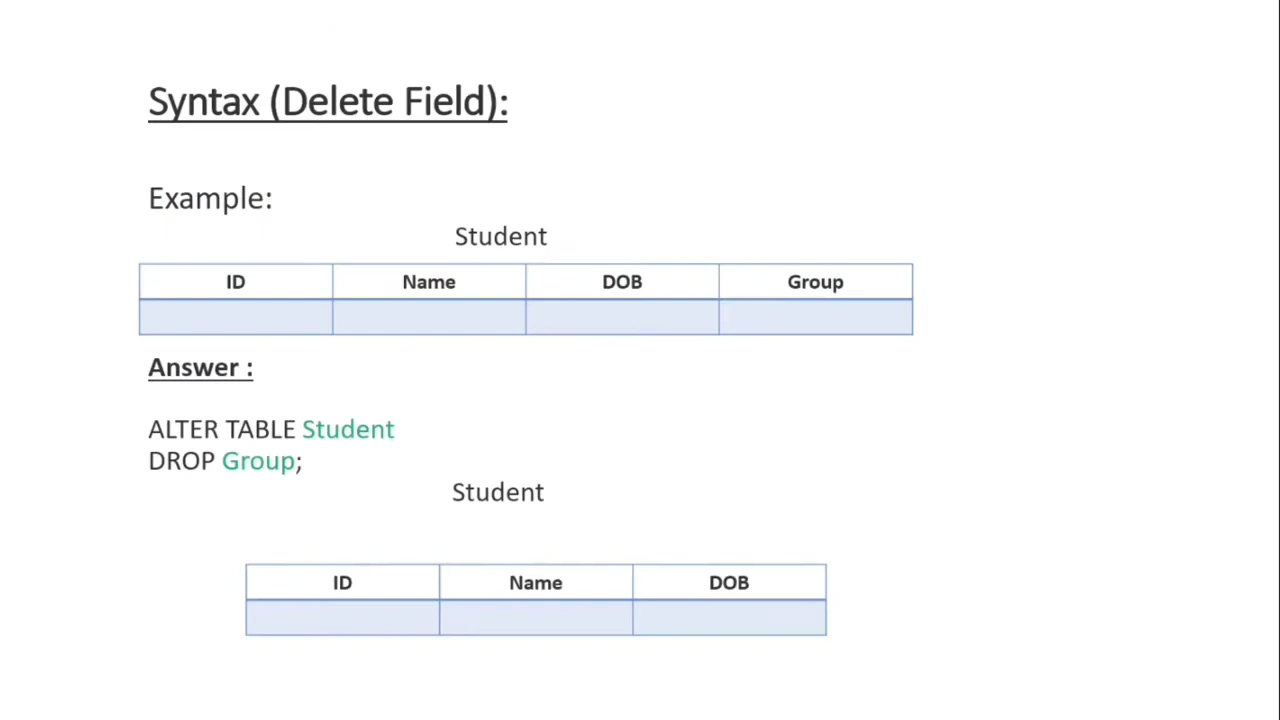 Syntax (Delete Field):
Example:
Student
ID Name DOB Group
Answer :
ALTER TABLE Student
DROP Group;
Student
ID Name DOB